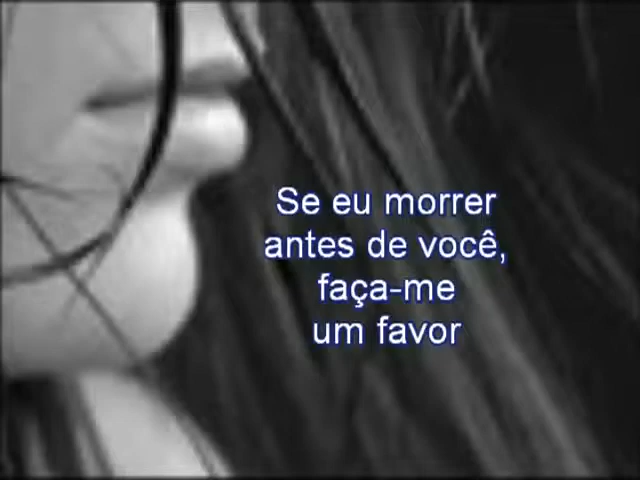 Se eu morrer
antes de você,
faça-me
um favor